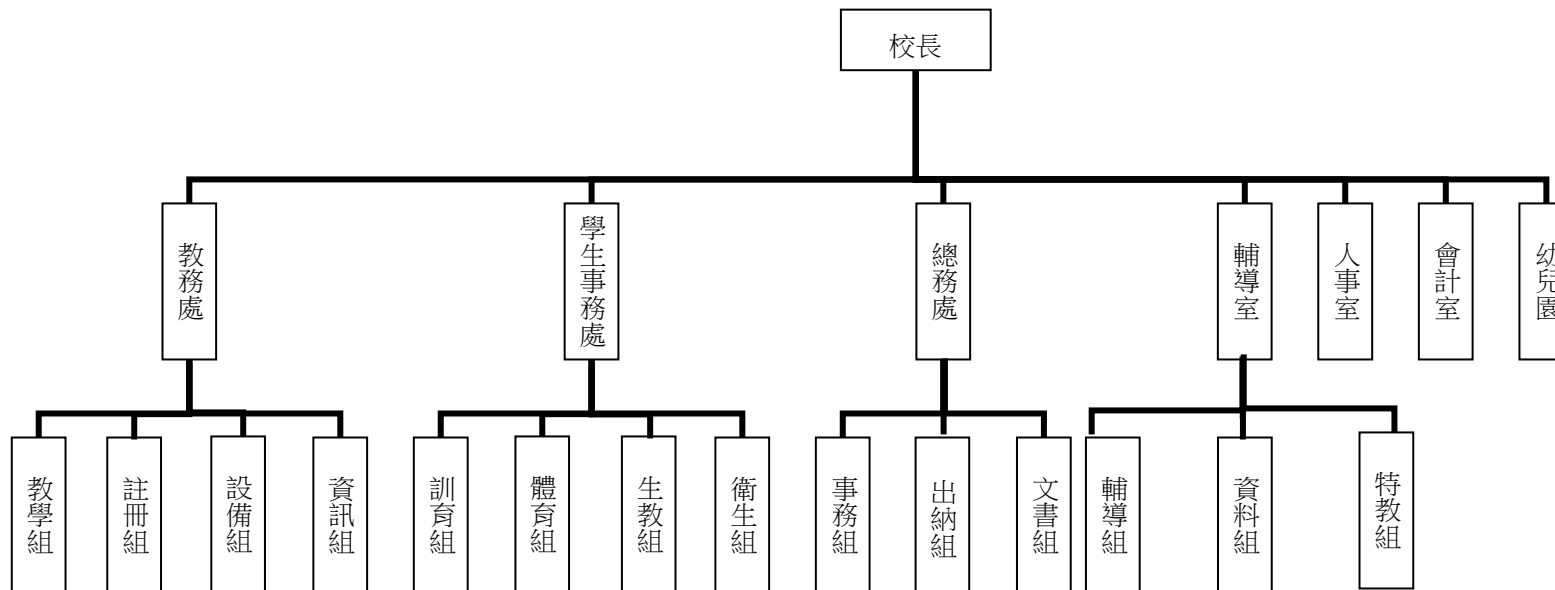 校長
教務處
學生事務處
總務處
輔導室
人事室
會計室
幼兒園
教學組
註冊組
設備組
資訊組
訓育組
體育組
生教組
衛生組
事務組
出納組
文書組
輔導組
資料組
特教組